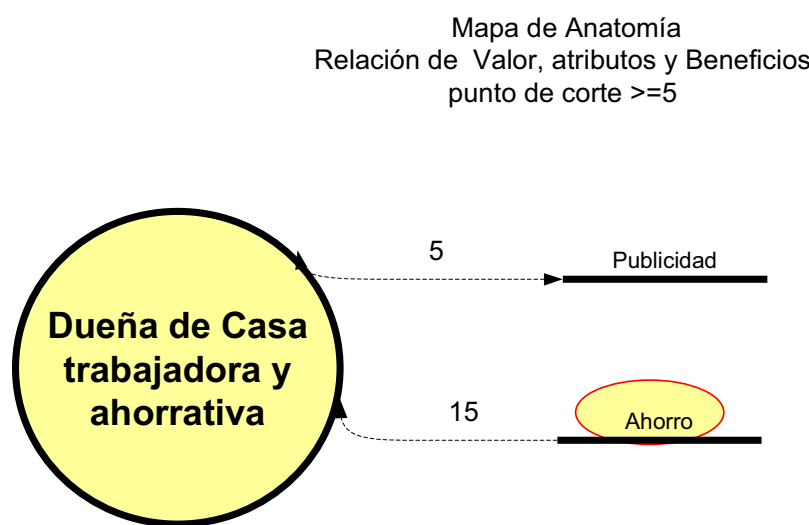 Mapa de Anatomía
Relación de Valor, atributos y Beneficios
punto de corte >=5
5
Publicidad
Dueña de Casa
trabajadora y
ahorrativa
15
Ahorro